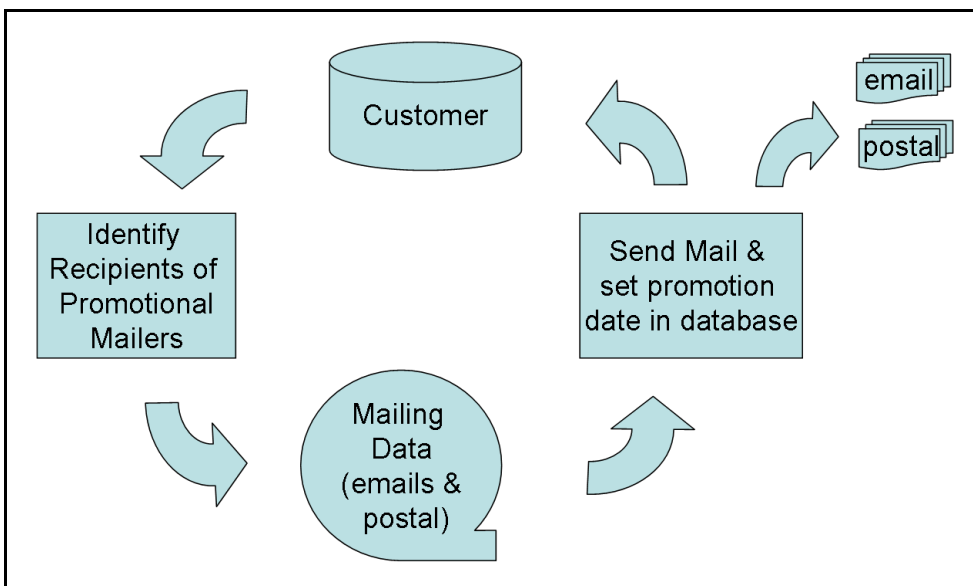 Customer
email
postal
Identify
Recipients of
Promotional
Mailers
Send Mail &
set promotion
date in database
Mailing
Data
(emails &
postal)